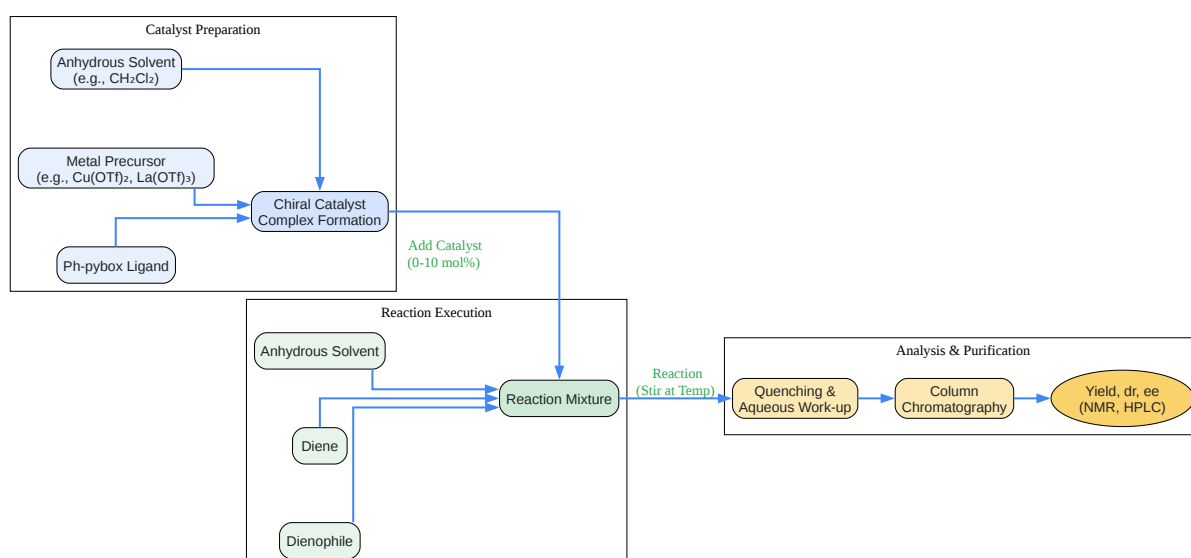 Catalyst Preparation
Anhydrous Solvent
(e.g., CH₂Cl₂)
Metal Precursor
(e.g., Cu(OTf)₂, La(OTf)₃)
Chiral Catalyst
Complex Formation
Ph-pybox Ligand
Add Catalyst
(0-10 mol%)
Reaction Execution
Anhydrous Solvent
Reaction Mixture
Diene
Dienophile
Reaction
(Stir at Temp)
Analysis & Purification
Quenching &
Aqueous Work-up
Column
Chromatography
Yield, dr, ee
(NMR, HPLC)